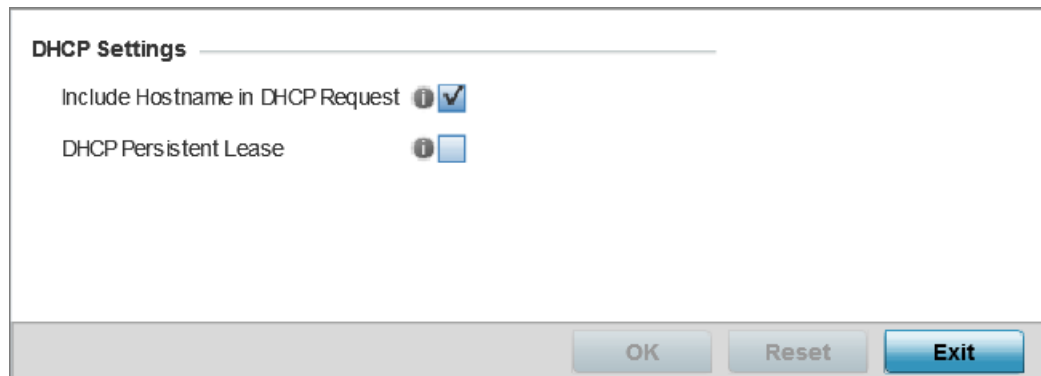 DHCP Settings
Include Hostname in DHCP Request
DHCP Persistent Lease
OK Reset Exit